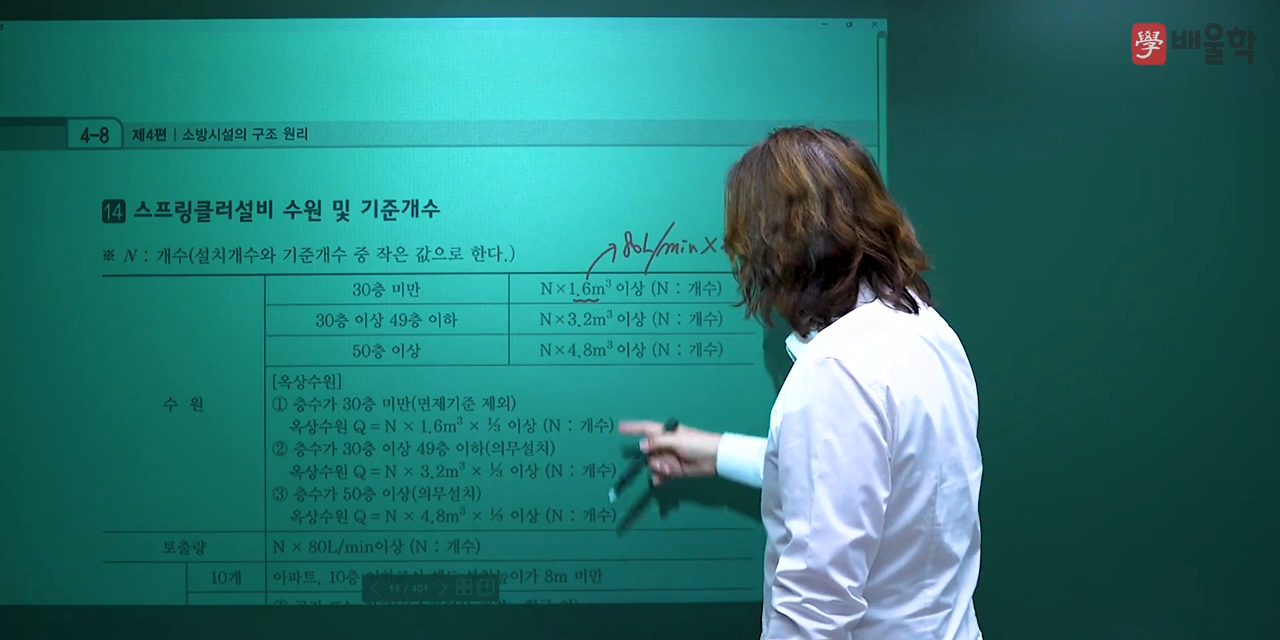 學 배울학
4-8 제4편 | 소방시설의 구조 원리
14 스프링클러설비 수원 및 기준개수
※ N : 개수(설치개수와 기준개수 중 작은 값으로 한다.)
80L/min×
30층 미만 N×1.6m³ 이상 (N : 개수)
30층 이상 49층 이하 N×3.2m³ 이상 (N : 개수)
50층 이상 N×4.8m³ 이상 (N : 개수)
수 원
[옥상수원]
① 층수가 30층 미만(면제기준 제외)
옥상수원 Q = N × 1.6m³ × ⅓ 이상 (N : 개수)
② 층수가 30층 이상 49층 이하(의무설치)
옥상수원 Q = N × 3.2m³ × ⅓ 이상 (N : 개수)
③ 층수가 50층 이상(의무설치)
옥상수원 Q = N × 4.8m³ × ⅓ 이상 (N : 개수)
토출량 N × 80L/min이상 (N : 개수)
10개 아파트, 10층 8m 미만
13 / 401